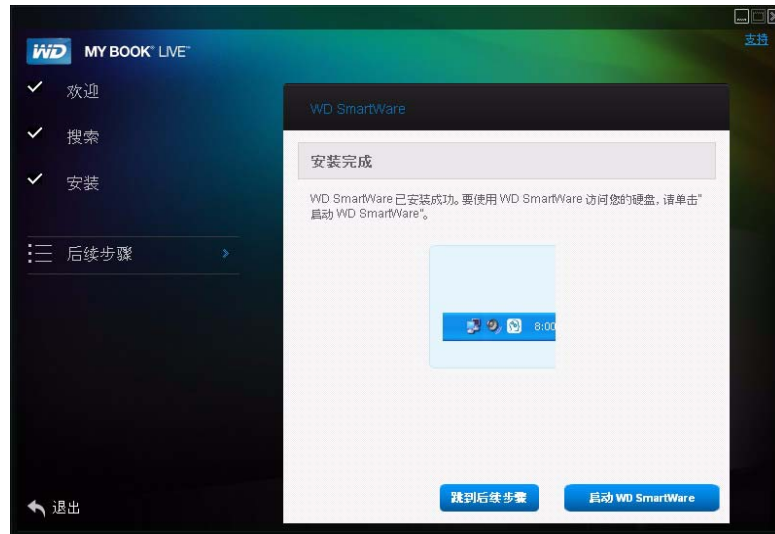 支持
WD MY BOOK® LIVE™
欢迎
搜索
安装
后续步骤
退出
WD SmartWare
安装完成
WD SmartWare 已安装成功。要使用 WD SmartWare 访问您的硬盘，请单击"
启动 WD SmartWare"。
8:00
跳到后续步骤
启动 WD SmartWare